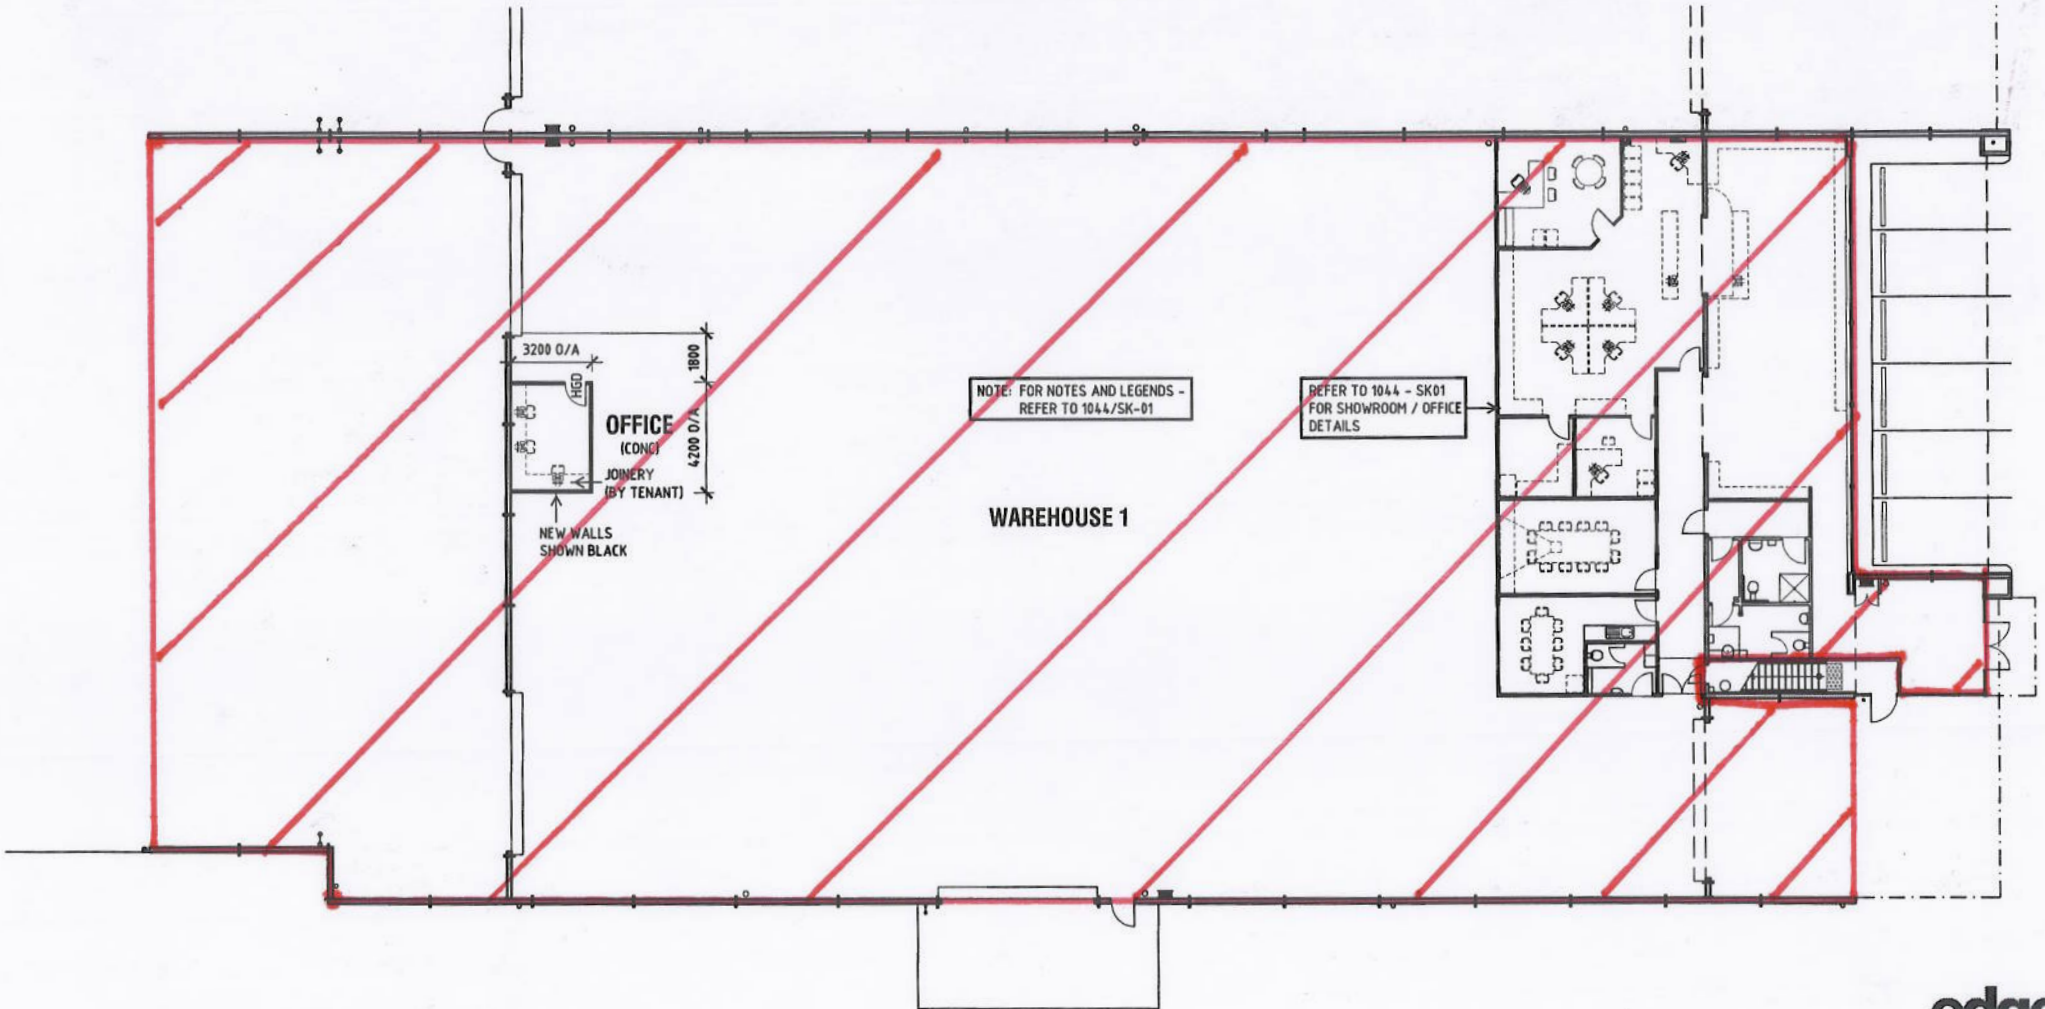 3200 O/A
1800
HGD
OFFICE
(CONC)
4200 O/A
JOINERY
(BY TENANT)
NEW WALLS
SHOWN BLACK
NOTE: FOR NOTES AND LEGENDS -
REFER TO 1044/SK-01
REFER TO 1044 - SK01
FOR SHOWROOM / OFFICE
DETAILS
WAREHOUSE 1